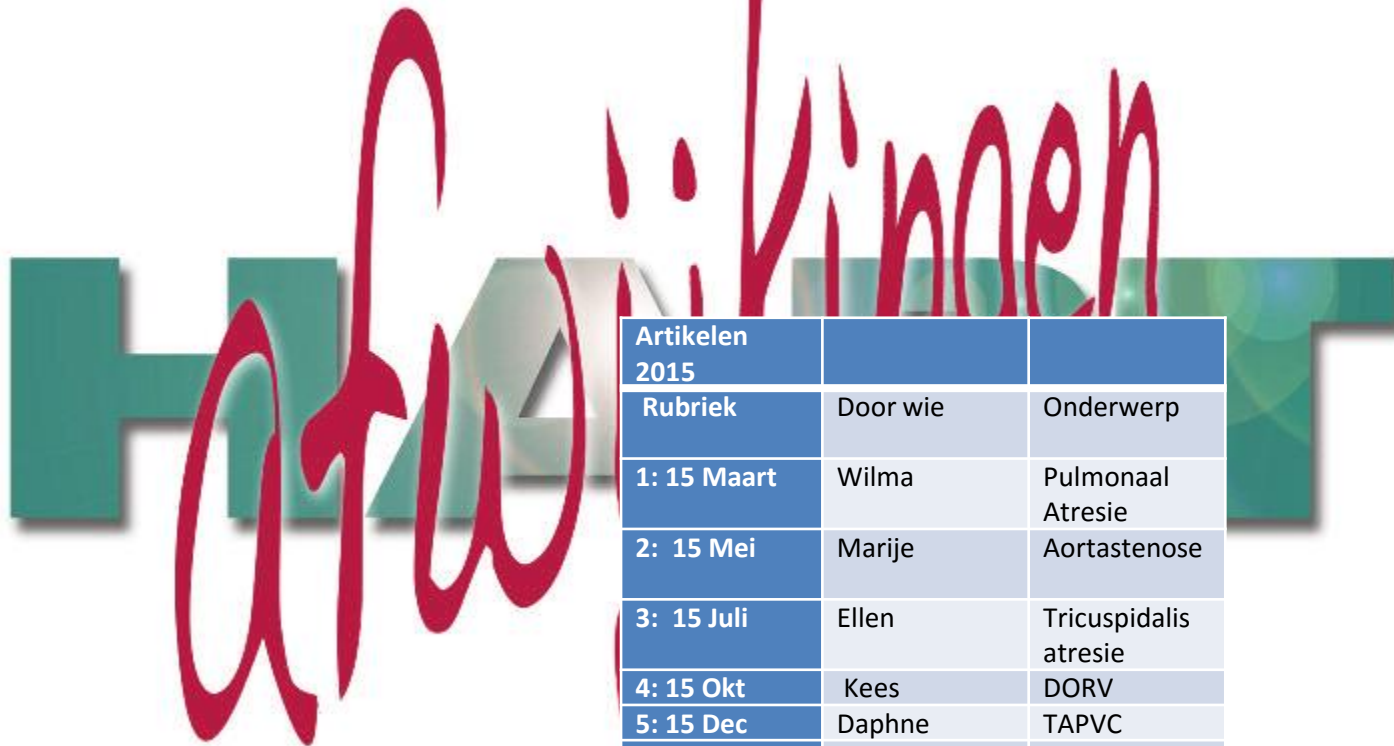 HART
afwijkingen
Artikelen
2015
Rubriek Door wie Onderwerp
1: 15 Maart Wilma Pulmonaal
Atresie
2: 15 Mei Marije Aortastenose
3: 15 Juli Ellen Tricuspidalis
atresie
4: 15 Okt Kees DORV
5: 15 Dec Daphne TAPVC